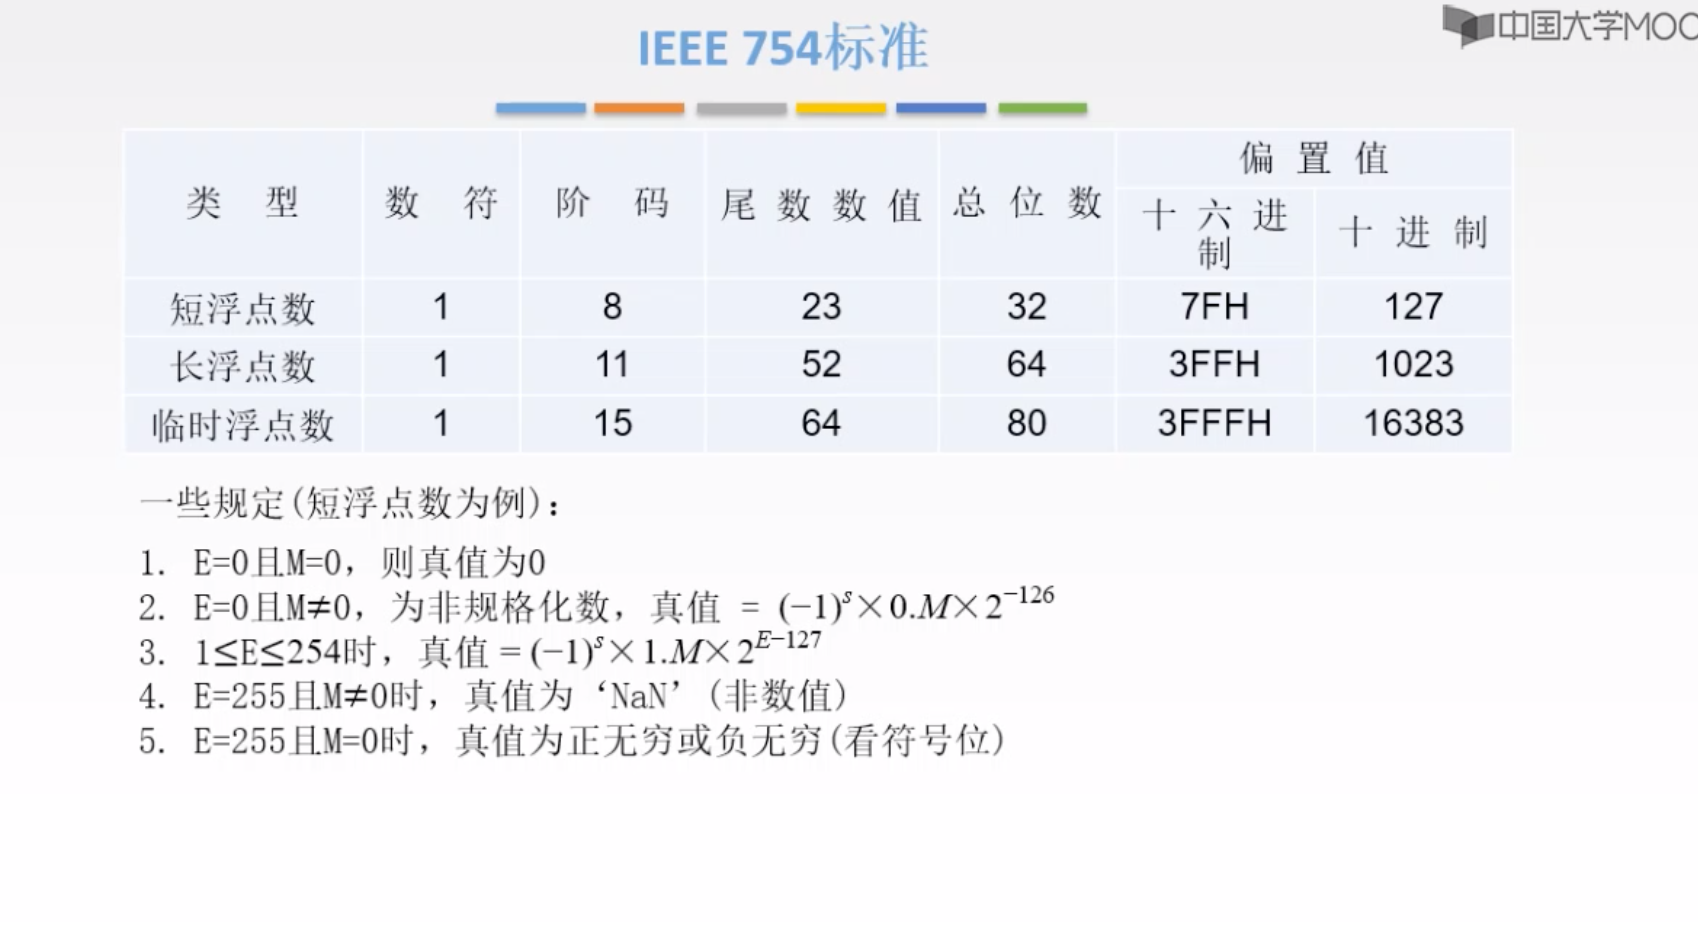 中国大学MOO
IEEE 754标准
类 型 数 符 阶 码 尾数数值 总位数 偏置值
十六进制 十进制
短浮点数 1 8 23 32 7FH 127
长浮点数 1 11 52 64 3FFH 1023
临时浮点数 1 15 64 80 3FFFH 16383
一些规定(短浮点数为例):
1. E=0且M=0, 则真值为0
2. E=0且M≠0, 为非规格化数, 真值 = (−1)^s×0.M×2^−126
3. 1≤E≤254时, 真值=(−1)^s×1.M×2^E−127
4. E=255且M≠0时, 真值为‘NaN’(非数值)
5. E=255且M=0时, 真值为正无穷或负无穷(看符号位)